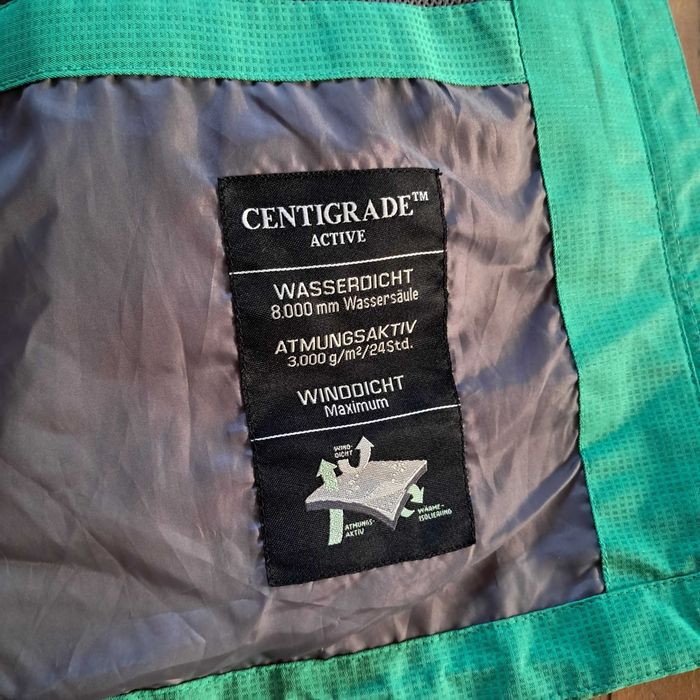 CENTIGRADE™
ACTIVE
WASSERDICHT
8.000 mm Wassersäule
ATMUNGSAKTIV
3.000 g/m²/24Std.
WINDDICHT
Maximum
WIND-
DICHT
WÄRME-
ISOLIERUNG
ATMUNGS-
AKTIV